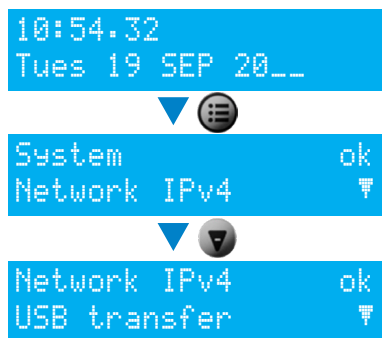 10:54.32
Tues 19 SEP 20__
System ok
Network IPv4
Network IPv4 ok
USB transfer